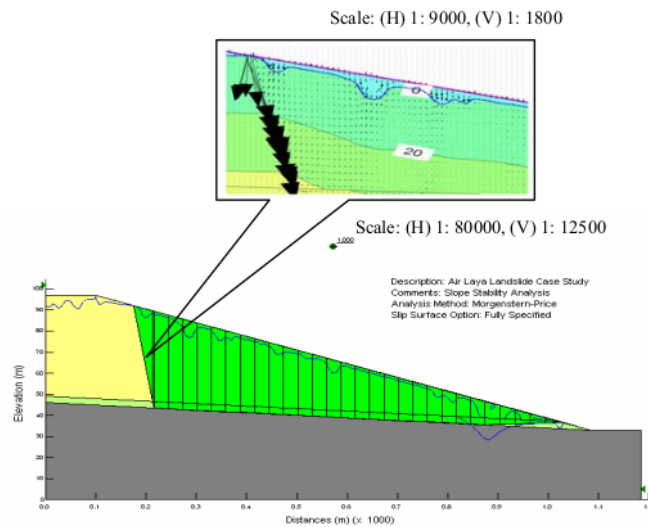 Scale: (H) 1: 9000, (V) 1: 1800
0
20
Scale: (H) 1: 80000, (V) 1: 12500
1.000
Description: Air Laya Landslide Case Study
Comments: Slope Stability Analysis
Analysis Method: Morgenstern-Price
Slip Surface Option: Fully Specified
100
90
80
70
60
50
40
30
20
10
0
Elevation (m)
0.0 0.1 0.2 0.3 0.4 0.5 0.6 0.7 0.8 0.9 1.0 1.1
Distances (m) (x 1000)